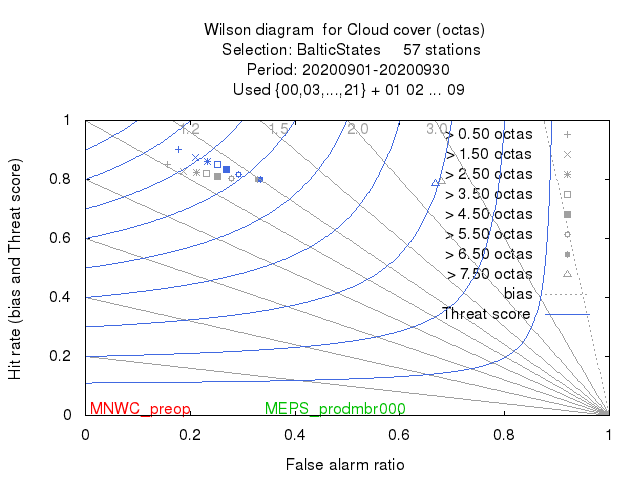 Wilson diagram for Cloud cover (octas)
Selection: BalticStates 57 stations
Period: 20200901-20200930
Used {00,03,...,21} + 01 02 ... 09
1.2 1.5 2.0 3.0
> 0.50 octas
> 1.50 octas
> 2.50 octas
> 3.50 octas
> 4.50 octas
> 5.50 octas
> 6.50 octas
> 7.50 octas
bias
Threat score
Hit rate (bias and Threat score)
1
0.8
0.6
0.4
0.2
0
MNWC_preop MEPS_prodmbr000
0 0.2 0.4 0.6 0.8 1
False alarm ratio